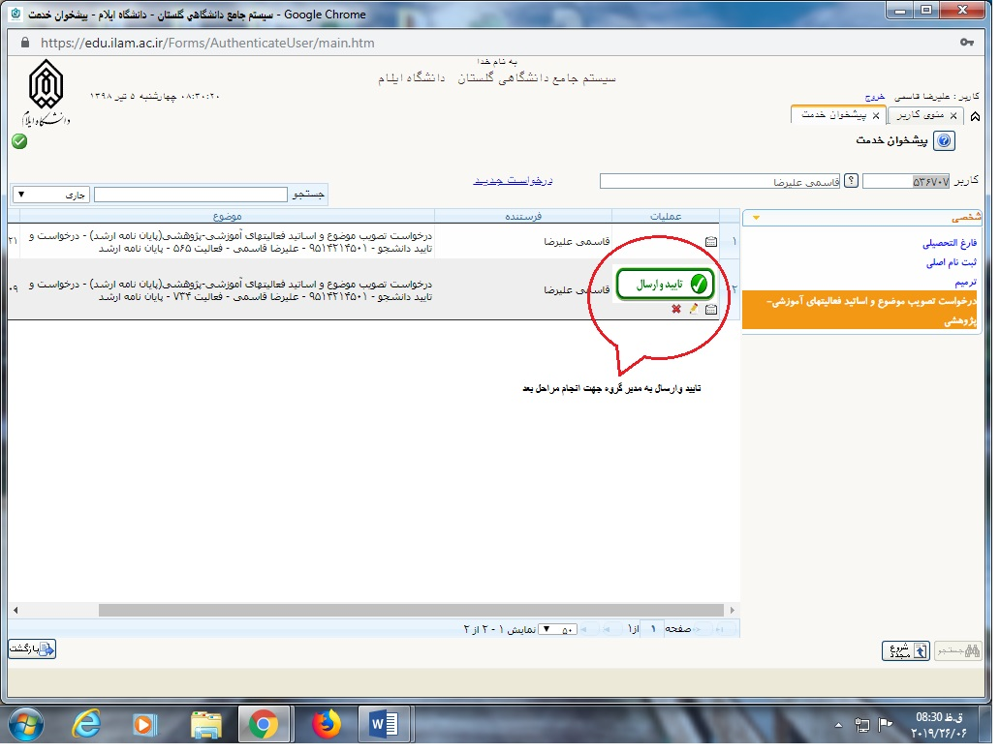 سیستم جامع دانشگاهي گلستان - دانشگاه ایلام - پیشخوان خدمت - Google Chrome
https://edu.ilam.ac.ir/Forms/AuthenticateUser/main.htm
به نام خدا
سیستم جامع دانشگاهی گلستان دانشگاه ایلام
دانشگاه ایلام
کاربر : علیرضا قاسمی خروج
۰۸:۳۰:۲۰ چهارشنبه ۵ تیر ۱۳۹۸
منوی کاربر
پیشخوان خدمت
پیشخوان خدمت
کاربر ۵۳۶۷۰۷ ? قاسمی علیرضا
درخواست جدید
جستجو جاری
شخصی
فارغ التحصیلی
ثبت نام اصلی
ترمیم
درخواست تصویب موضوع و اساتید فعالیتهای آموزشی-
پژوهشی
عملیات فرستنده موضوع
۱ قاسمی علیرضا
درخواست تصویب موضوع و اساتید فعالیتهای آموزشی-پژوهشی(پایان نامه ارشد) - درخواست و
تایید دانشجو - ۹۵۱۴۲۱۴۵۰۱ - علیرضا قاسمی - فعالیت ۵۶۵ - پایان نامه ارشد
۲۱
۲ تایید وارسال قاسمی علیرضا
درخواست تصویب موضوع و اساتید فعالیتهای آموزشی-پژوهشی(پایان نامه ارشد) - درخواست و
تایید دانشجو - ۹۵۱۴۲۱۴۵۰۱ - علیرضا قاسمی - فعالیت ۷۳۴ - پایان نامه ارشد
۰۹
تایید وارسال به مدیر گروه جهت انجام مراحل بعد
صفحه ۱ از۱ ۵۰ نمایش ۱ - ۲ از ۲
جستجو
شروع مجدد
بازگشت
08:30 ق.ظ
۲۰۱۹/۲۶/۰۶